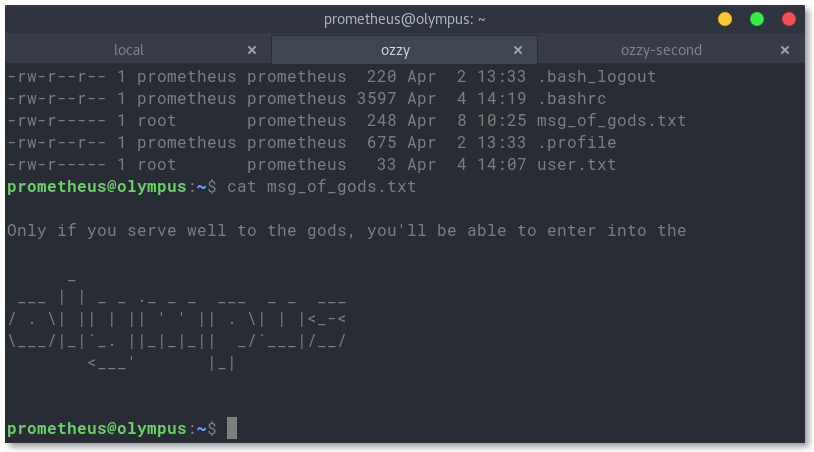 prometheus@olympus: ~
local × ozzy × ozzy-second ×
-rw-r--r-- 1 prometheus prometheus  220 Apr  2 13:33 .bash_logout
-rw-r--r-- 1 prometheus prometheus 3597 Apr  4 14:19 .bashrc
-rw-r----- 1 root       prometheus  248 Apr  8 10:25 msg_of_gods.txt
-rw-r--r-- 1 prometheus prometheus  675 Apr  2 13:33 .profile
-rw-r----- 1 root       prometheus   33 Apr  4 14:07 user.txt
prometheus@olympus:~$ cat msg_of_gods.txt
Only if you serve well to the gods, you'll be able to enter into the
      _
 ___ | | _ _ ._ _ _  ___  _ _  ___
/ . \| || | || ' ' || . \| | |<_-<
\___/|_|`_. ||_|_|_||  _/`___|/__/
        <___'       |_|
prometheus@olympus:~$